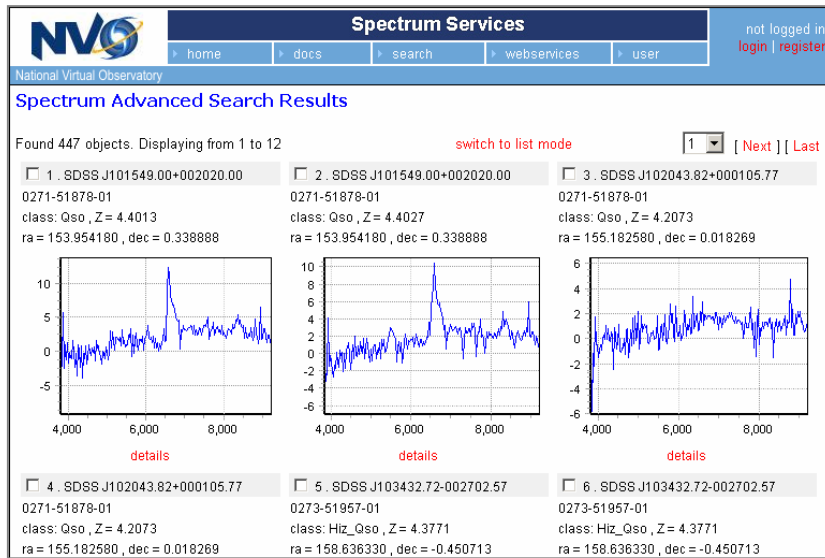 NVO
National Virtual Observatory
Spectrum Services
home docs search webservices user
not logged in
login | register
Spectrum Advanced Search Results
Found 447 objects. Displaying from 1 to 12 switch to list mode 1 [ Next ] [ Last
1 . SDSS J101549.00+002020.00
0271-51878-01
class: Qso , Z = 4.4013
ra = 153.954180 , dec = 0.338888
10
5
0
-5
4,000 6,000 8,000
details
2 . SDSS J101549.00+002020.00
0271-51878-01
class: Qso , Z = 4.4027
ra = 153.954180 , dec = 0.338888
10
8
6
4
2
0
-2
-4
-6
4,000 6,000 8,000
details
3 . SDSS J102043.82+000105.77
0271-51878-01
class: Qso , Z = 4.2073
ra = 155.182580 , dec = 0.018269
6
4
2
0
-2
-4
-6
4,000 6,000 8,000
details
4 . SDSS J102043.82+000105.77
0271-51878-01
class: Qso , Z = 4.2073
ra = 155.182580 , dec = 0.018269
5 . SDSS J103432.72-002702.57
0273-51957-01
class: Hiz_Qso , Z = 4.3771
ra = 158.636330 , dec = -0.450713
6 . SDSS J103432.72-002702.57
0273-51957-01
class: Hiz_Qso , Z = 4.3771
ra = 158.636330 , dec = -0.450713